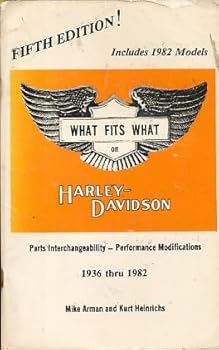 FIFTH EDITION!
Includes 1982 Models
WHAT FITS WHAT
on
HARLEY-
DAVIDSON
Parts Interchangeability – Performance Modifications
1936 thru 1982
Mike Arman and Kurt Heinrichs